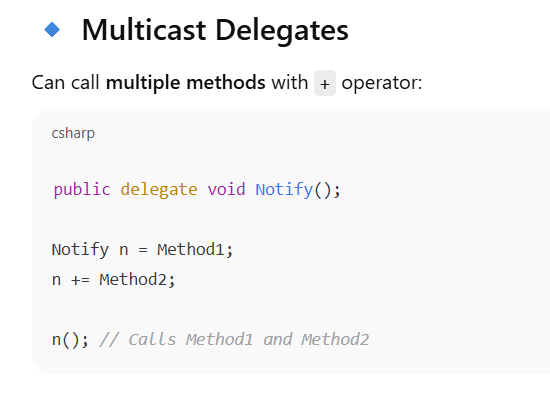 Multicast Delegates
Can call multiple methods with + operator:
csharp
public delegate void Notify();
Notify n = Method1;
n += Method2;
n(); // Calls Method1 and Method2